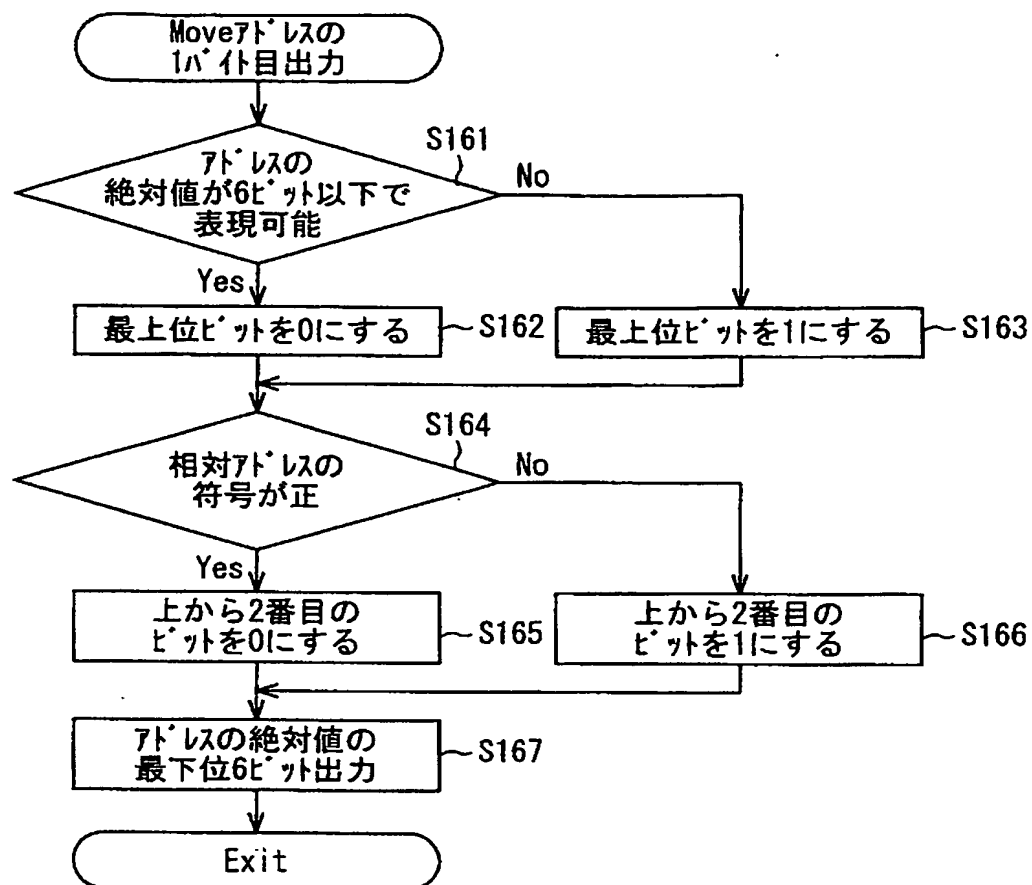 Moveｱﾄﾞﾚｽの
1ﾊﾞｲﾄ目出力
S161
ｱﾄﾞﾚｽの
絶対値が6ﾋﾞｯﾄ以下で
表現可能
No
Yes
最上位ﾋﾞｯﾄを0にする
S162
最上位ﾋﾞｯﾄを1にする
S163
S164
相対ｱﾄﾞﾚｽの
符号が正
No
Yes
上から2番目の
ﾋﾞｯﾄを0にする
S165
上から2番目の
ﾋﾞｯﾄを1にする
S166
ｱﾄﾞﾚｽの絶対値の
最下位6ﾋﾞｯﾄ出力
S167
Exit